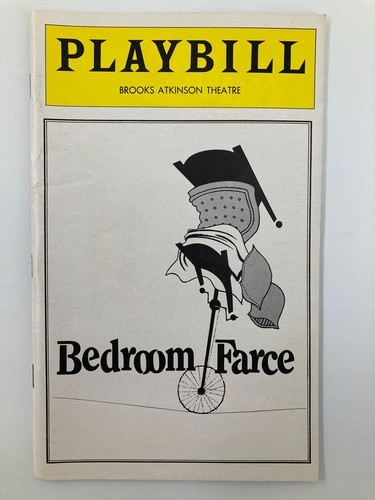 PLAYBILL
BROOKS ATKINSON THEATRE
Bedroom Farce